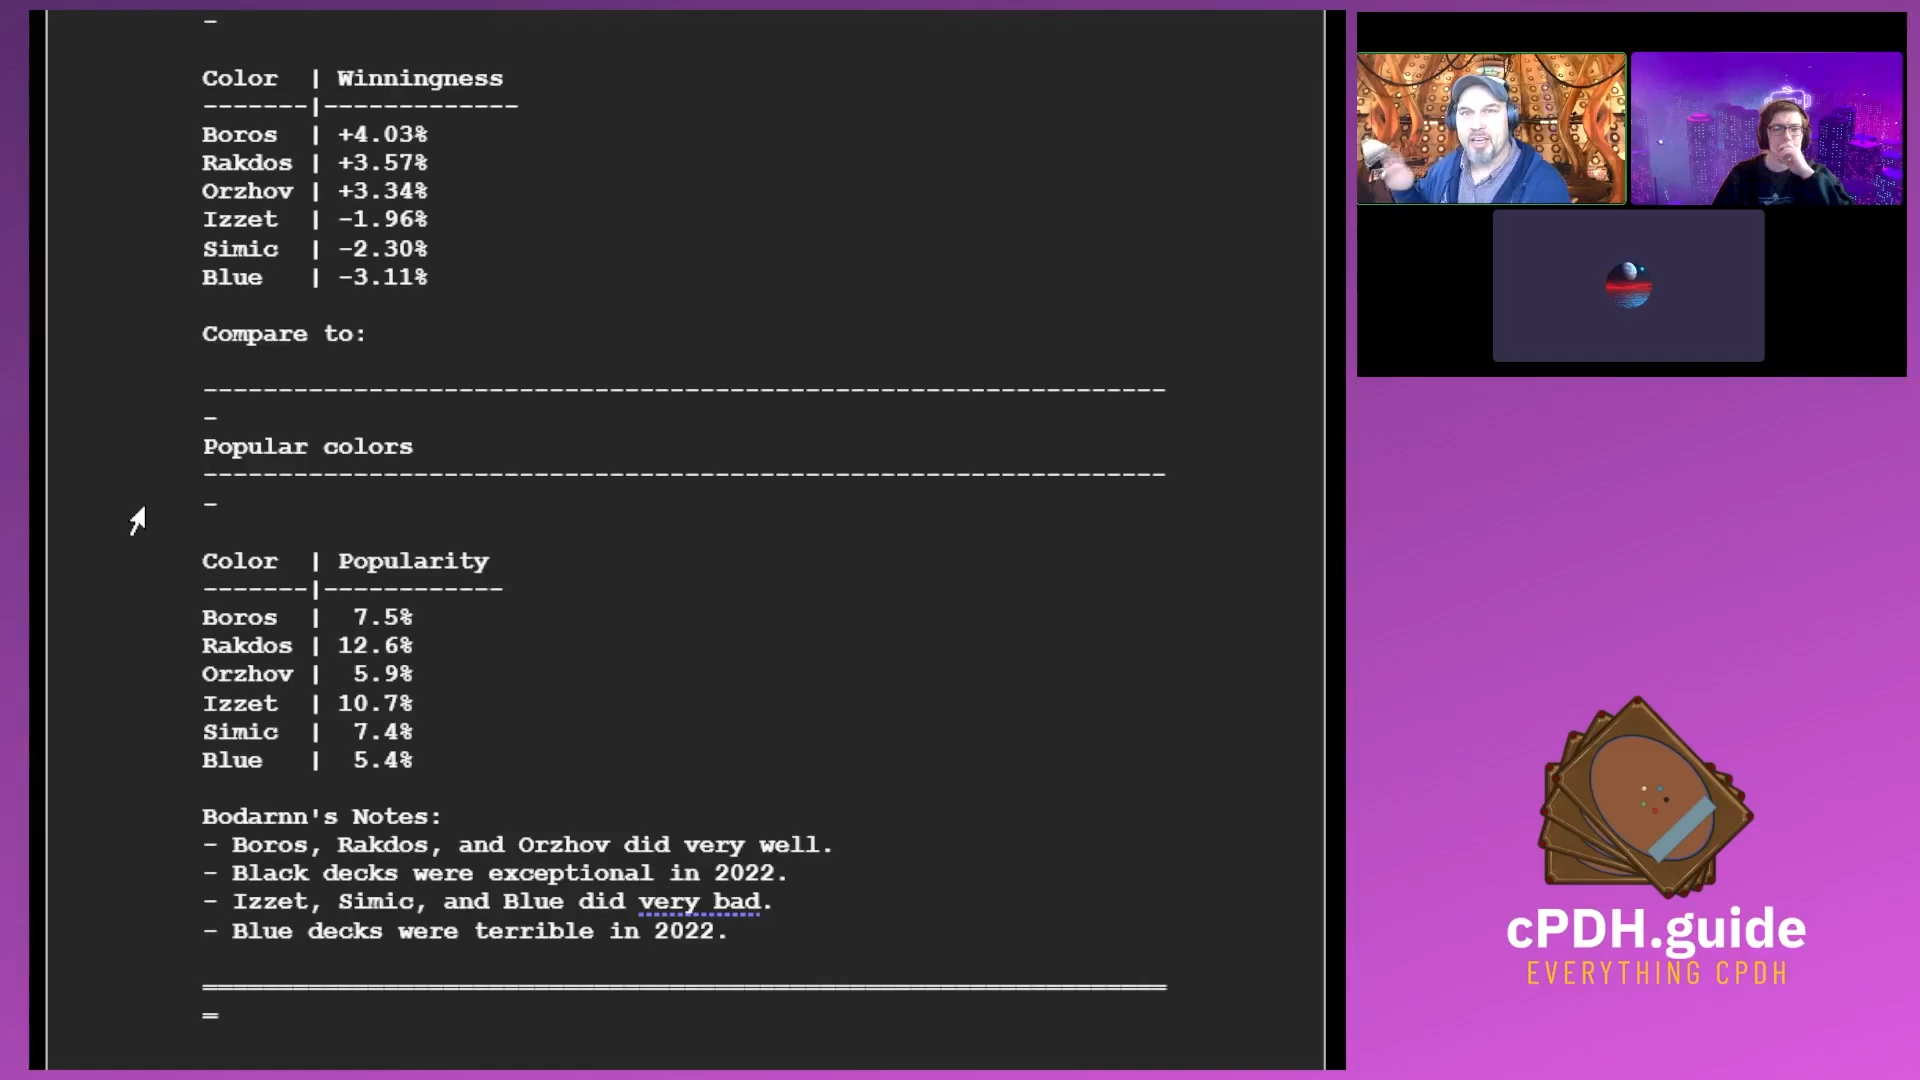 -
Color | Winningness
-------|-------------
Boros | +4.03%
Rakdos | +3.57%
Orzhov | +3.34%
Izzet | -1.96%
Simic | -2.30%
Blue | -3.11%
Compare to:
----------------------------------------------------------------
-
Popular colors
----------------------------------------------------------------
-
Color | Popularity
-------|------------
Boros | 7.5%
Rakdos | 12.6%
Orzhov | 5.9%
Izzet | 10.7%
Simic | 7.4%
Blue | 5.4%
Bodarnn's Notes:
- Boros, Rakdos, and Orzhov did very well.
- Black decks were exceptional in 2022.
- Izzet, Simic, and Blue did very bad.
- Blue decks were terrible in 2022.
================================================================
=
cPDH.guide
EVERYTHING CPDH